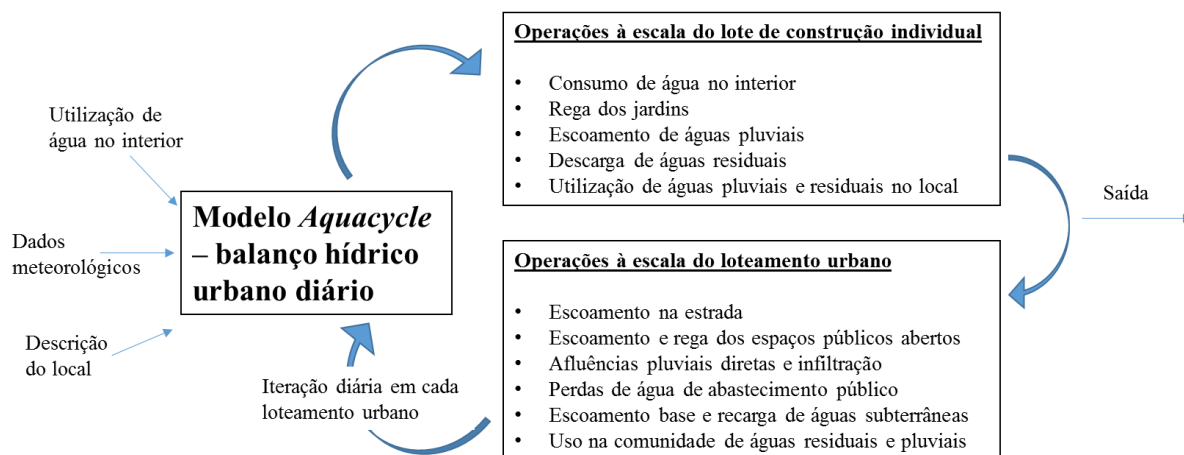 Utilização de
água no interior
Dados
meteorológicos
Descrição
do local
Modelo Aquacycle
– balanço hídrico
urbano diário
Iteração diária em cada
loteamento urbano
Operações à escala do lote de construção individual
• Consumo de água no interior
• Rega dos jardins
• Escoamento de águas pluviais
• Descarga de águas residuais
• Utilização de águas pluviais e residuais no local
Operações à escala do loteamento urbano
• Escoamento na estrada
• Escoamento e rega dos espaços públicos abertos
• Afluências pluviais diretas e infiltração
• Perdas de água de abastecimento público
• Escoamento base e recarga de águas subterrâneas
• Uso na comunidade de águas residuais e pluviais
Saída